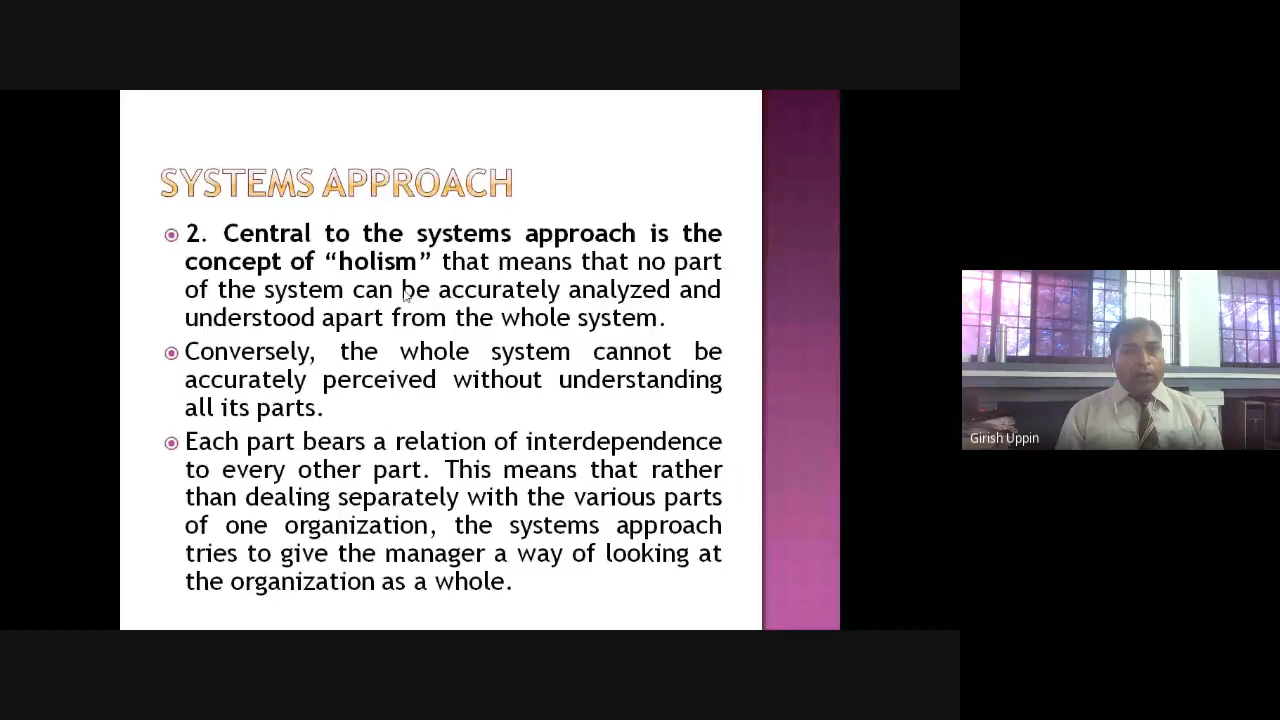 SYSTEMS APPROACH
2. Central to the systems approach is the
concept of “holism” that means that no part
of the system can be accurately analyzed and
understood apart from the whole system.
Conversely, the whole system cannot be
accurately perceived without understanding
all its parts.
Each part bears a relation of interdependence
to every other part. This means that rather
than dealing separately with the various parts
of one organization, the systems approach
tries to give the manager a way of looking at
the organization as a whole.
Girish Uppin